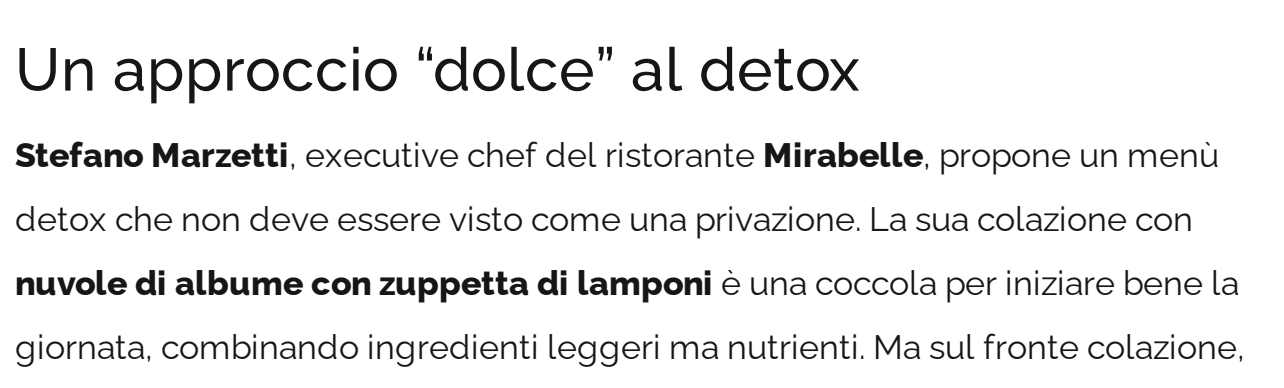 Un approccio “dolce” al detox
Stefano Marzetti, executive chef del ristorante Mirabelle, propone un menù
detox che non deve essere visto come una privazione. La sua colazione con
nuvole di albume con zuppetta di lamponi è una coccola per iniziare bene la
giornata, combinando ingredienti leggeri ma nutrienti. Ma sul fronte colazione,